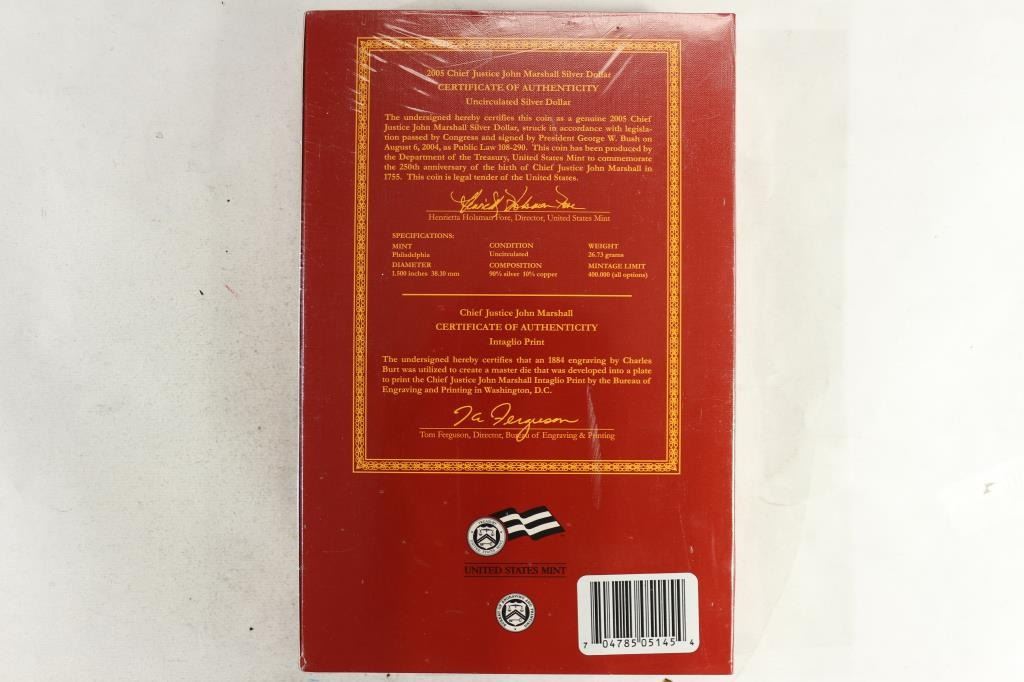 2005 Chief Justice John Marshall Silver Dollar
CERTIFICATE OF AUTHENTICITY
Uncirculated Silver Dollar
The undersigned hereby certifies this coin as a genuine 2005 Chief
Justice John Marshall Silver Dollar, struck in accordance with legisla-
tion passed by Congress and signed by President George W. Bush on
August 6, 2004, as Public Law 108-290. This coin has been produced by
the Department of the Treasury, United States Mint to commemorate
the 250th anniversary of the birth of Chief Justice John Marshall in
1755. This coin is legal tender of the United States.
Henrietta Holsman Fore, Director, United States Mint
SPECIFICATIONS:
MINT CONDITION WEIGHT
Philadelphia Uncirculated 26.73 grams
DIAMETER COMPOSITION MINTAGE LIMIT
1.500 inches 38.10 mm 90% silver 10% copper 400.000 (all options)
Chief Justice John Marshall
CERTIFICATE OF AUTHENTICITY
Intaglio Print
The undersigned hereby certifies that an 1884 engraving by Charles
Burt was utilized to create a master die that was developed into a plate
to print the Chief Justice John Marshall Intaglio Print by the Bureau of
Engraving and Printing in Washington, D.C.
Tom Ferguson, Director, Bureau of Engraving & Printing
UNITED STATES MINT
7 04785 05145 4